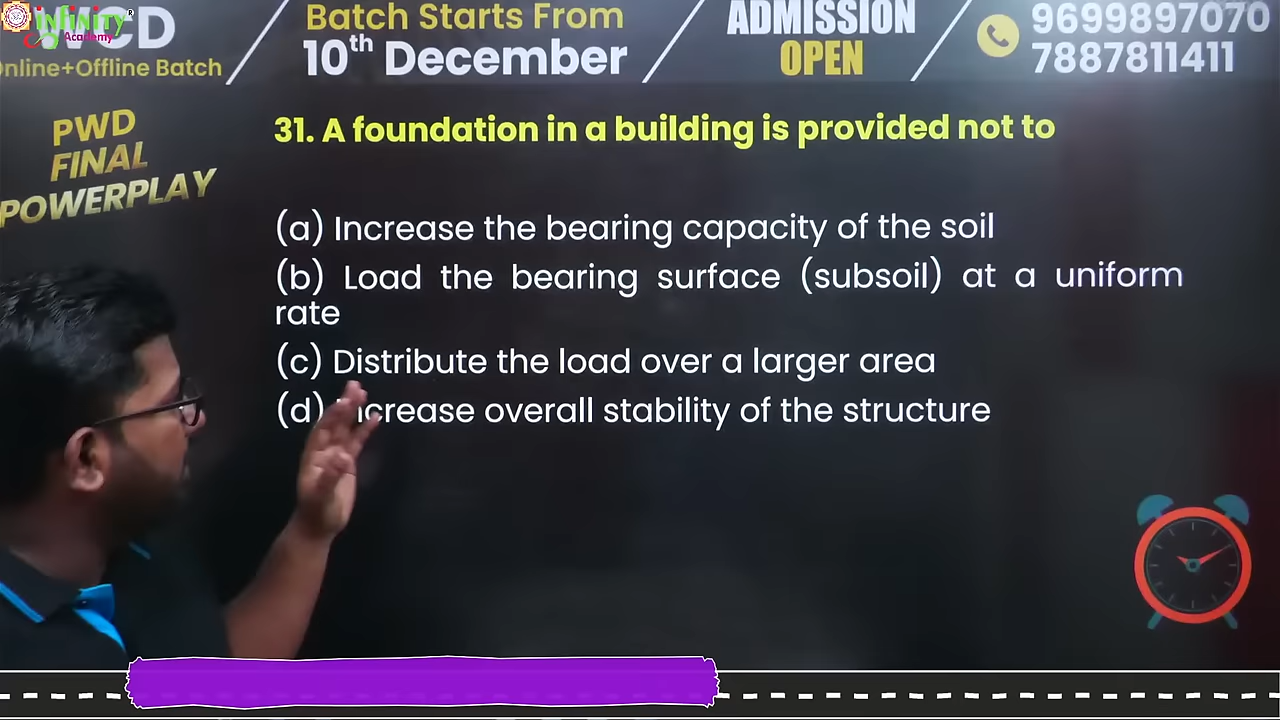 infinity
Academy
CD
Online+Offline Batch
Batch Starts From
10th December
ADMISSION
OPEN
9699897070
7887811411
PWD
FINAL
POWERPLAY
31. A foundation in a building is provided not to
(a) Increase the bearing capacity of the soil
(b) Load the bearing surface (subsoil) at a uniform
rate
(c) Distribute the load over a larger area
(d) Increase overall stability of the structure